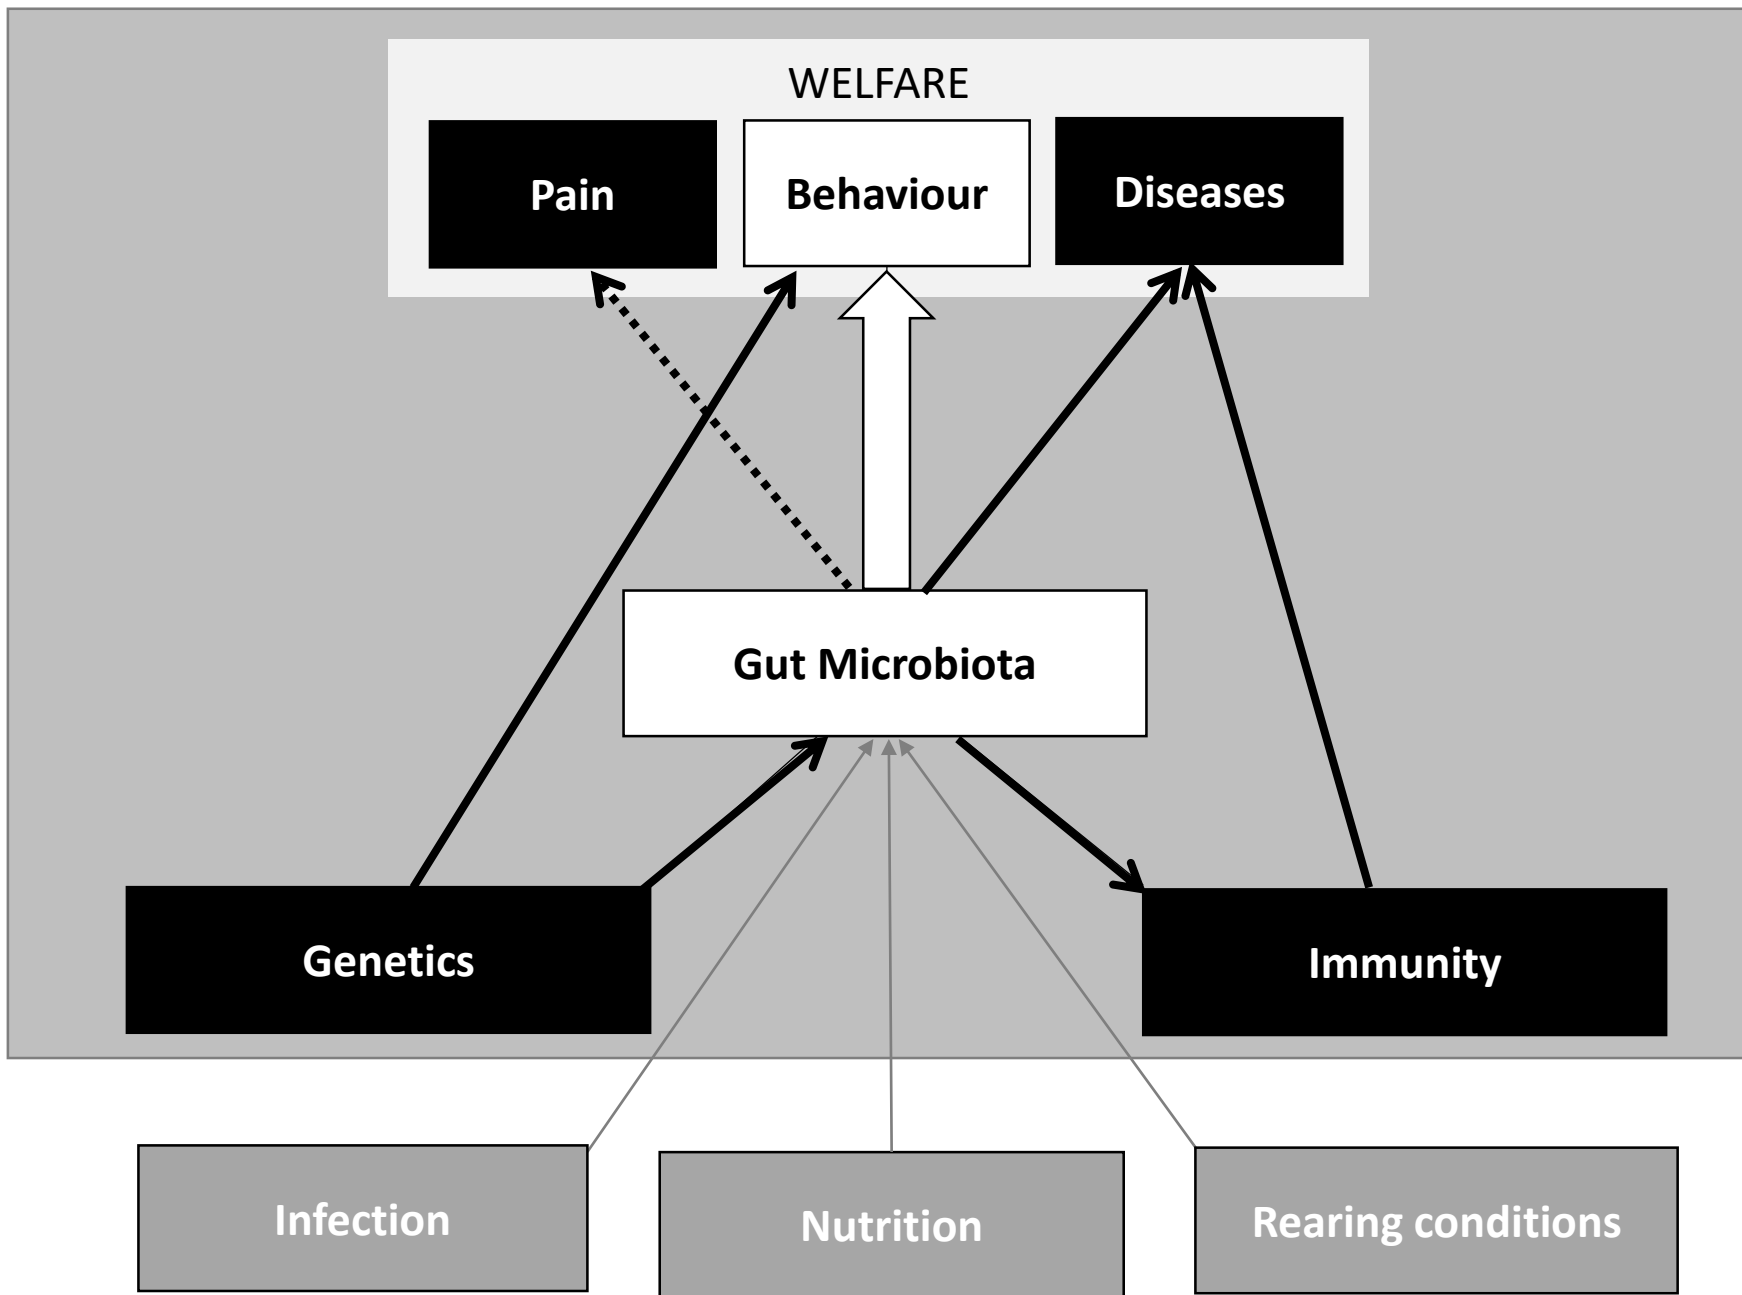 WELFARE
Pain
Behaviour
Diseases
Gut Microbiota
Genetics
Immunity
Infection
Nutrition
Rearing conditions